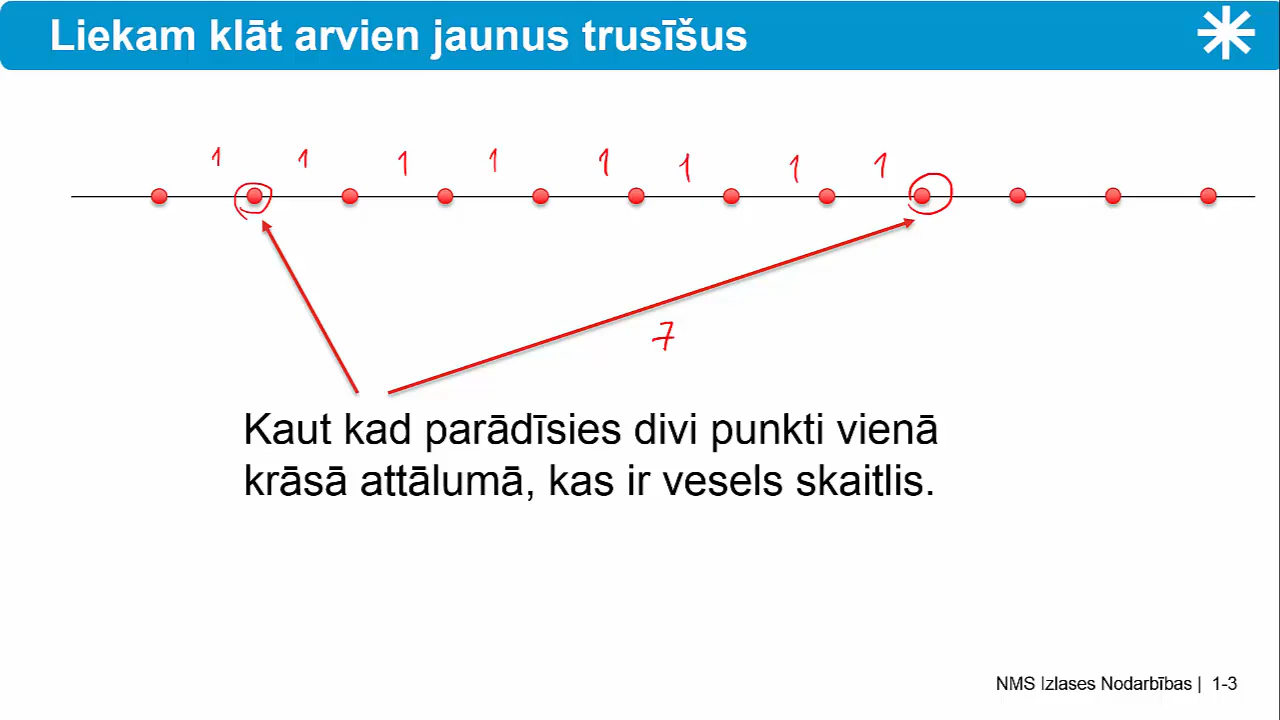 Liekam klāt arvien jaunus trusīšus
1 1 1 1 1 1 1 1
7
Kaut kad parādīsies divi punkti vienā
krāsā attālumā, kas ir vesels skaitlis.
NMS Izlases Nodarbības | 1-3